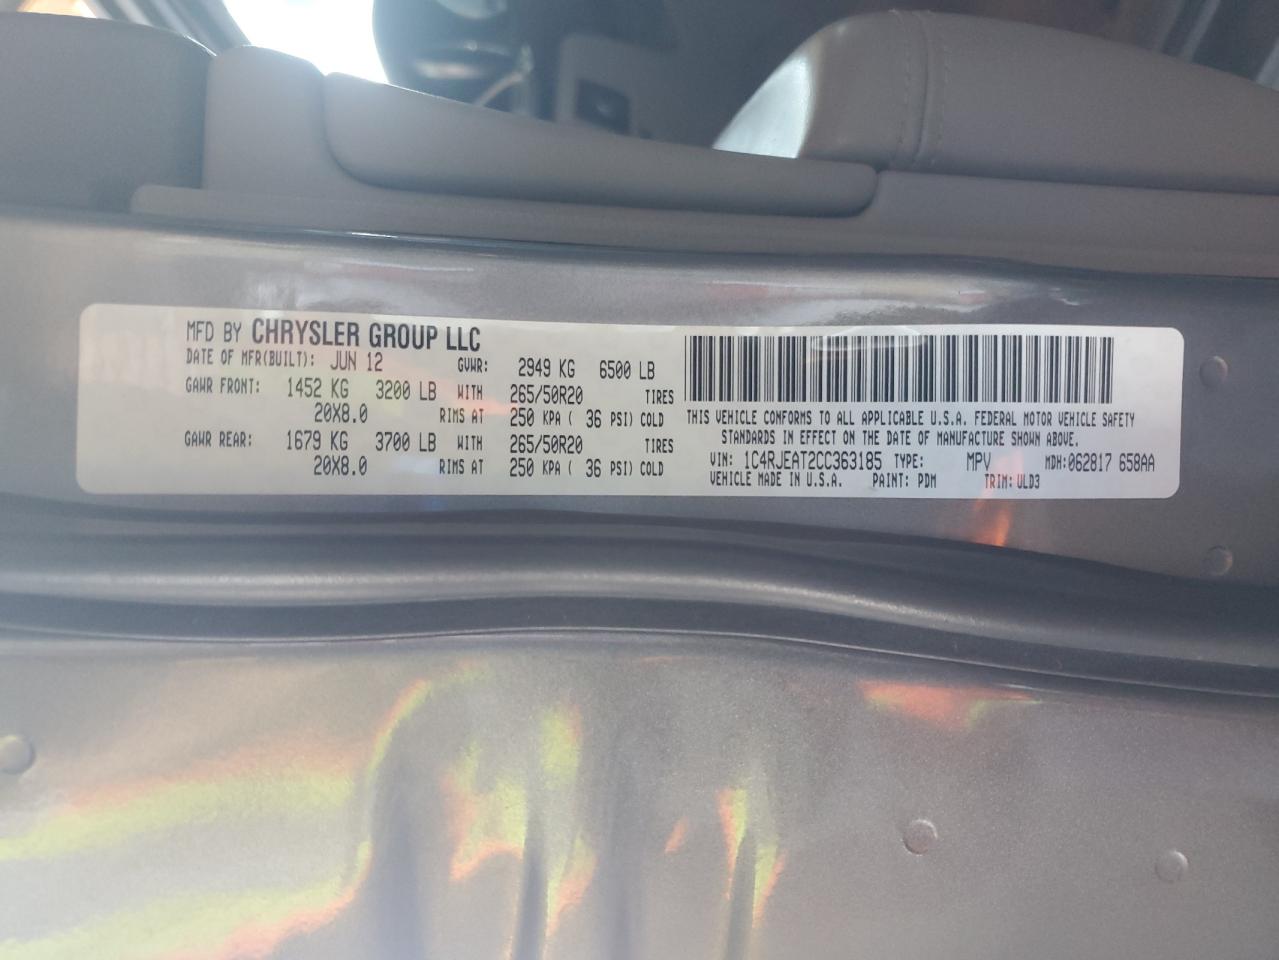 MFD BY CHRYSLER GROUP LLC
DATE OF MFR(BUILT): JUN 12 GVWR: 2949 KG 6500 LB
GAWR FRONT: 1452 KG 3200 LB WITH 265/50R20 TIRES
20X8.0 RIMS AT 250 KPA ( 36 PSI) COLD
GAWR REAR: 1679 KG 3700 LB WITH 265/50R20 TIRES
20X8.0 RIMS AT 250 KPA ( 36 PSI) COLD
THIS VEHICLE CONFORMS TO ALL APPLICABLE U.S.A. FEDERAL MOTOR VEHICLE SAFETY
STANDARDS IN EFFECT ON THE DATE OF MANUFACTURE SHOWN ABOVE.
VIN: 1C4RJEAT2CC363185 TYPE: MPV MDH:062817 658AA
VEHICLE MADE IN U.S.A. PAINT: PDM TRIM: ULD3